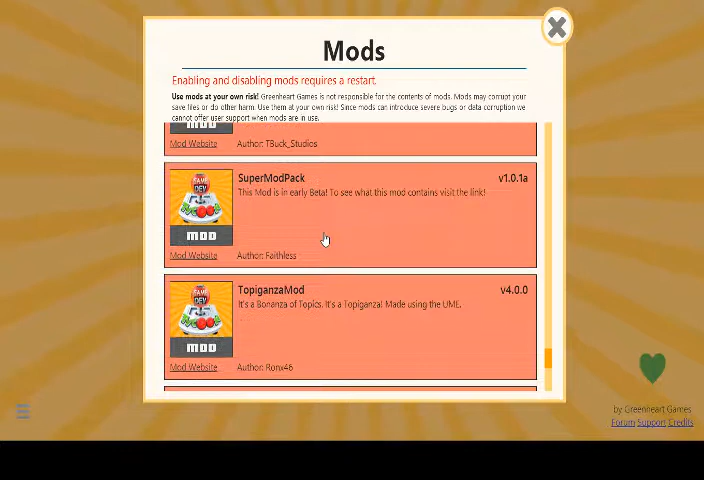 Mods
Enabling and disabling mods requires a restart.
Use mods at your own risk! Greenheart Games is not responsible for the contents of mods. Mods may corrupt your
save files or do other harm. Use them at your own risk! Since mods can introduce severe bugs or data corruption we
cannot offer user support when mods are in use.
MOD
Mod Website Author: TBuck_Studios
SuperModPack v1.0.1a
This Mod is in early Beta! To see what this mod contains visit the link!
GAME
DEV
MOD
Mod Website Author: Faithless
TopiganzaMod v4.0.0
It's a Bonanza of Topics. It's a Topiganza! Made using the UME.
GAME
DEV
MOD
Mod Website Author: Ronx46
by Greenheart Games
Forum Support Credits